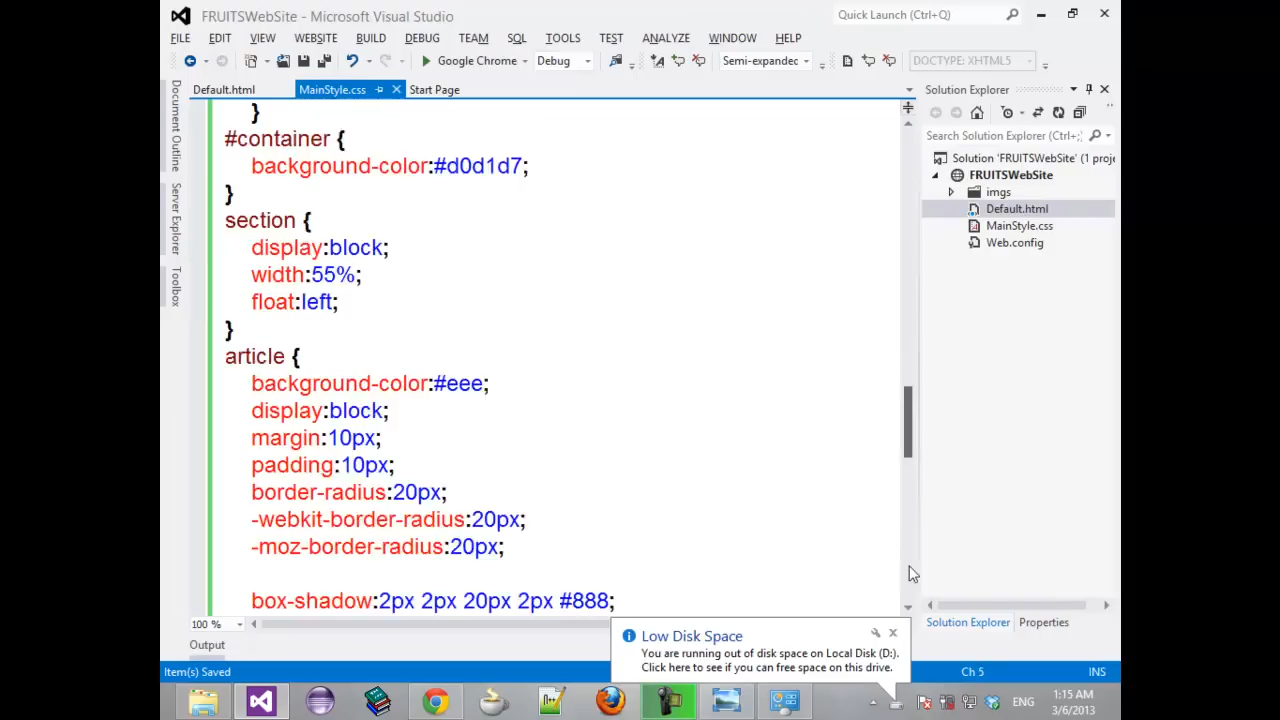 FRUITSWebSite - Microsoft Visual Studio
Quick Launch (Ctrl+Q)
FILE EDIT VIEW WEBSITE BUILD DEBUG TEAM SQL TOOLS TEST ANALYZE WINDOW HELP
Google Chrome Debug Semi-expanded DOCTYPE: XHTML5
Document Outline
Server Explorer
Toolbox
Default.html MainStyle.css Start Page
}
#container {
background-color:#d0d1d7;
}
section {
display:block;
width:55%;
float:left;
}
article {
background-color:#eee;
display:block;
margin:10px;
padding:10px;
border-radius:20px;
-webkit-border-radius:20px;
-moz-border-radius:20px;
box-shadow:2px 2px 20px 2px #888;
100 %
Output
Solution Explorer
Search Solution Explorer (Ctrl+;)
Solution 'FRUITSWebSite' (1 proje
FRUITSWebSite
imgs
Default.html
MainStyle.css
Web.config
Solution Explorer Properties
Low Disk Space
You are running out of disk space on Local Disk (D:).
Click here to see if you can free space on this drive.
Item(s) Saved
Ch 5
INS
ENG
1:15 AM
3/6/2013